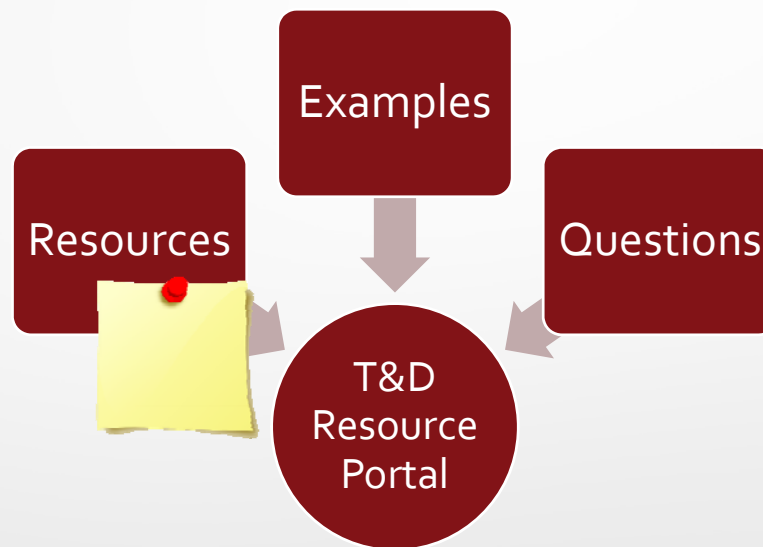 Examples
Resources
Questions
T&D
Resource
Portal